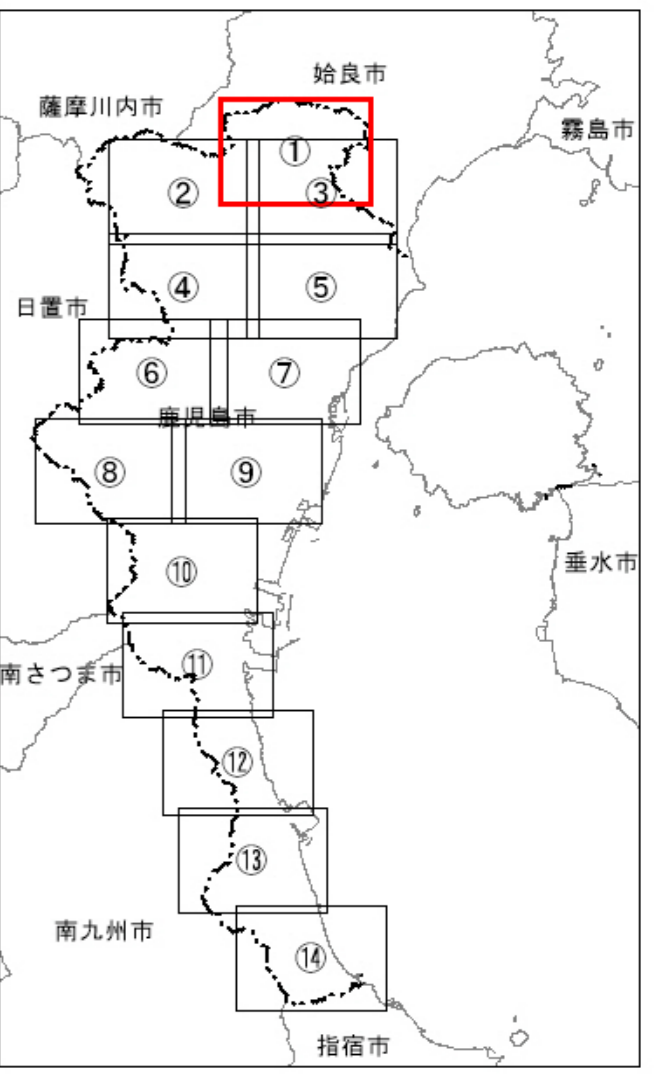 姶良市
薩摩川内市
霧島市
①
②
③
④
⑤
日置市
⑥
⑦
鹿児島市
⑧
⑨
⑩
垂水市
⑪
南さつま市
⑫
⑬
南九州市
⑭
指宿市